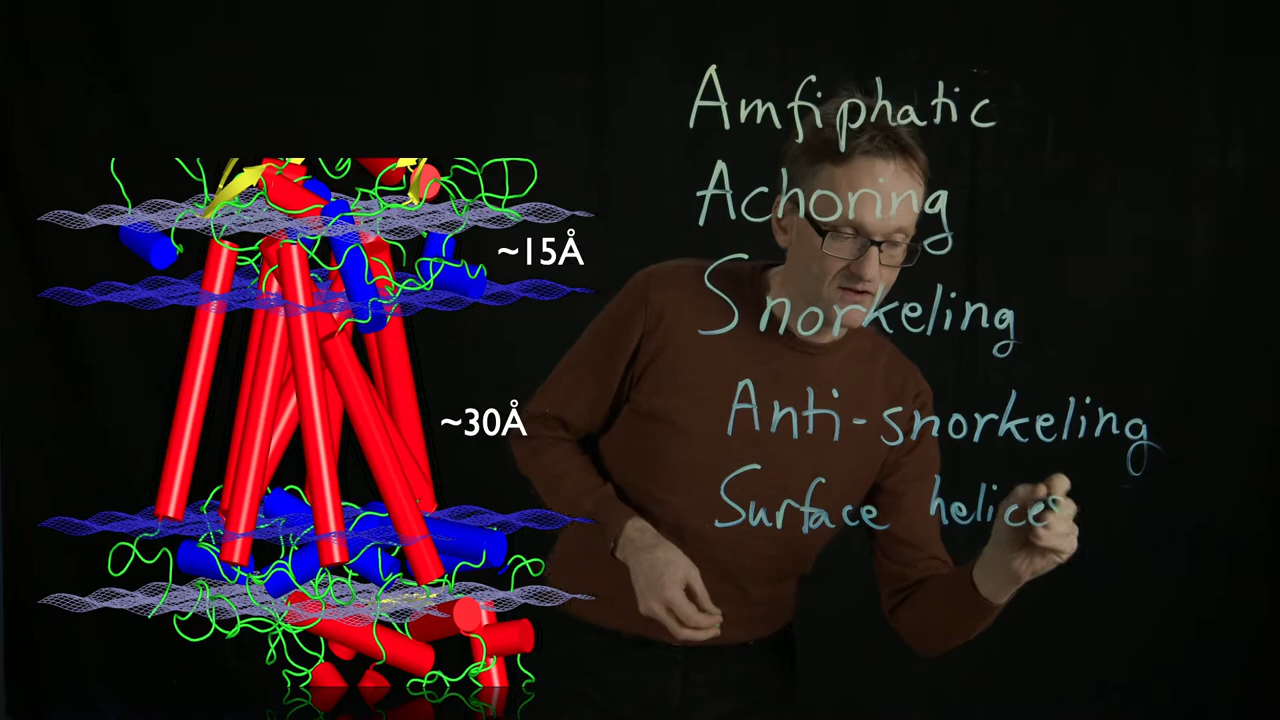 Amfiphatic
Achoring
Snorkeling
Anti-snorkeling
Surface helices
~15Å
~30Å